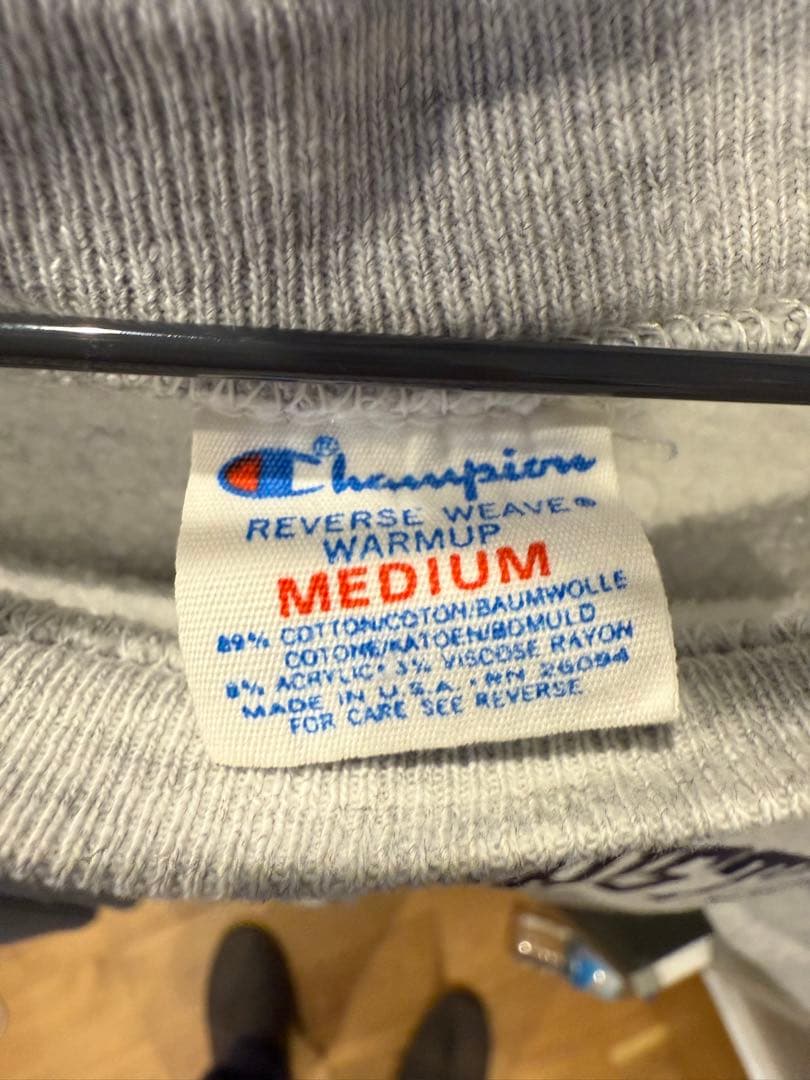 Champion
REVERSE WEAVE®
WARMUP
MEDIUM
89% COTTON/COTON/BAUMWOLLE
COTONE/KATOEN/BOMULD
8% ACRYLIC* 3% VISCOSE RAYON
MADE IN U.S.A. • RN 26094
FOR CARE SEE REVERSE